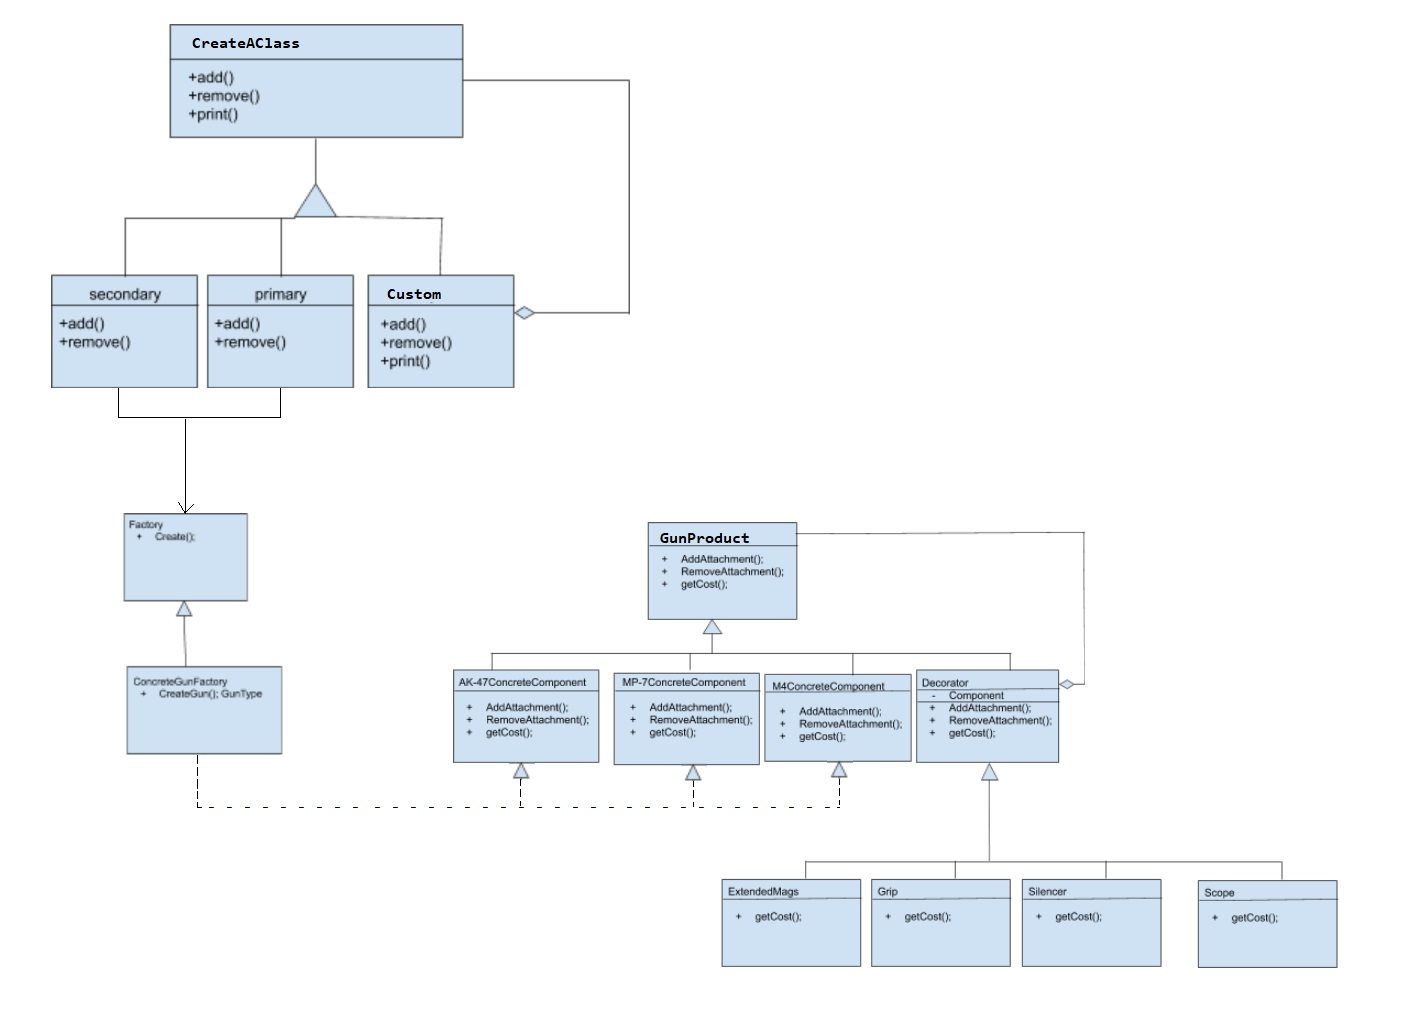 CreateAClass
+add()
+remove()
+print()
secondary
+add()
+remove()
primary
+add()
+remove()
Custom
+add()
+remove()
+print()
Factory
+ Create();
ConcreteGunFactory
+ CreateGun(); GunType
GunProduct
+ AddAttachment();
+ RemoveAttachment();
+ getCost();
AK-47ConcreteComponent
+ AddAttachment();
+ RemoveAttachment();
+ getCost();
MP-7ConcreteComponent
+ AddAttachment();
+ RemoveAttachment();
+ getCost();
M4ConcreteComponent
+ AddAttachment();
+ RemoveAttachment();
+ getCost();
Decorator
- Component
+ AddAttachment();
+ RemoveAttachment();
+ getCost();
ExtendedMags
+ getCost();
Grip
+ getCost();
Silencer
+ getCost();
Scope
+ getCost();